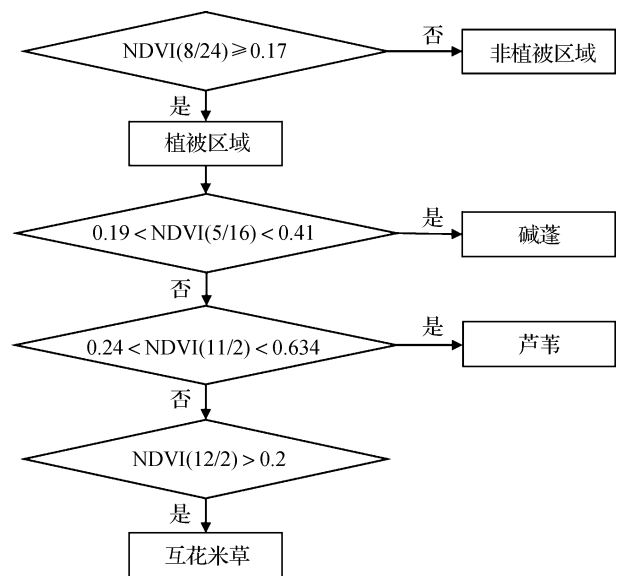 NDVI(8/24)≥0.17
否
非植被区域
是
植被区域
0.19<NDVI(5/16)<0.41
是
碱蓬
否
0.24<NDVI(11/2)<0.634
是
芦苇
否
NDVI(12/2)>0.2
是
互花米草